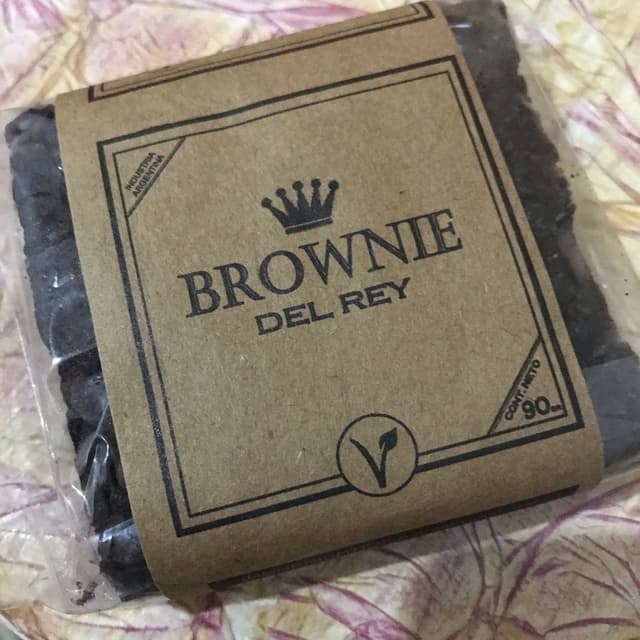 INDUSTRIA
ARGENTINA
BROWNIE
DEL REY
CONT. NETO
90